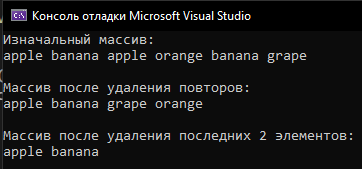 Консоль отладки Microsoft Visual Studio
Изначальный массив:
apple banana apple orange banana grape
Массив после удаления повторов:
apple banana grape orange
Массив после удаления последних 2 элементов:
apple banana